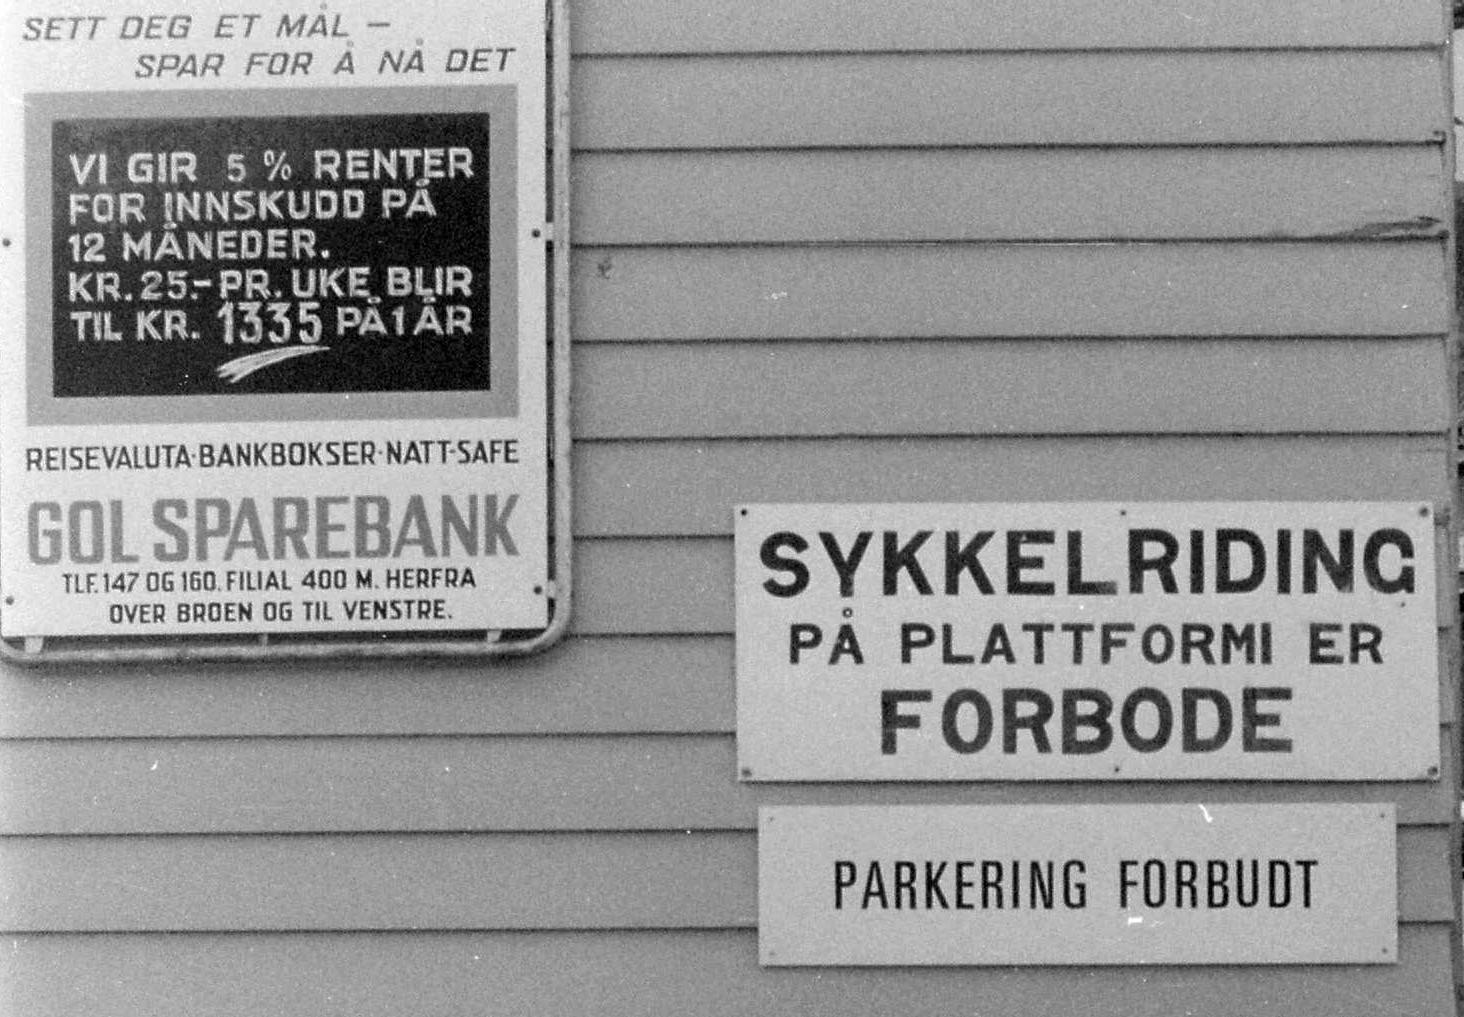 SETT DEG ET MÅL –
SPAR FOR Å NÅ DET
VI GIR 5 % RENTER
FOR INNSKUDD PÅ
12 MÅNEDER.
KR. 25.- PR. UKE BLIR
TIL KR. 1335 PÅ 1 ÅR
REISEVALUTA·BANKBOKSER·NATT-SAFE
GOL SPAREBANK
TLF. 147 OG 160. FILIAL 400 M. HERFRA
OVER BROEN OG TIL VENSTRE.
SYKKELRIDING
PÅ PLATTFORMI ER
FORBODE
PARKERING FORBUDT